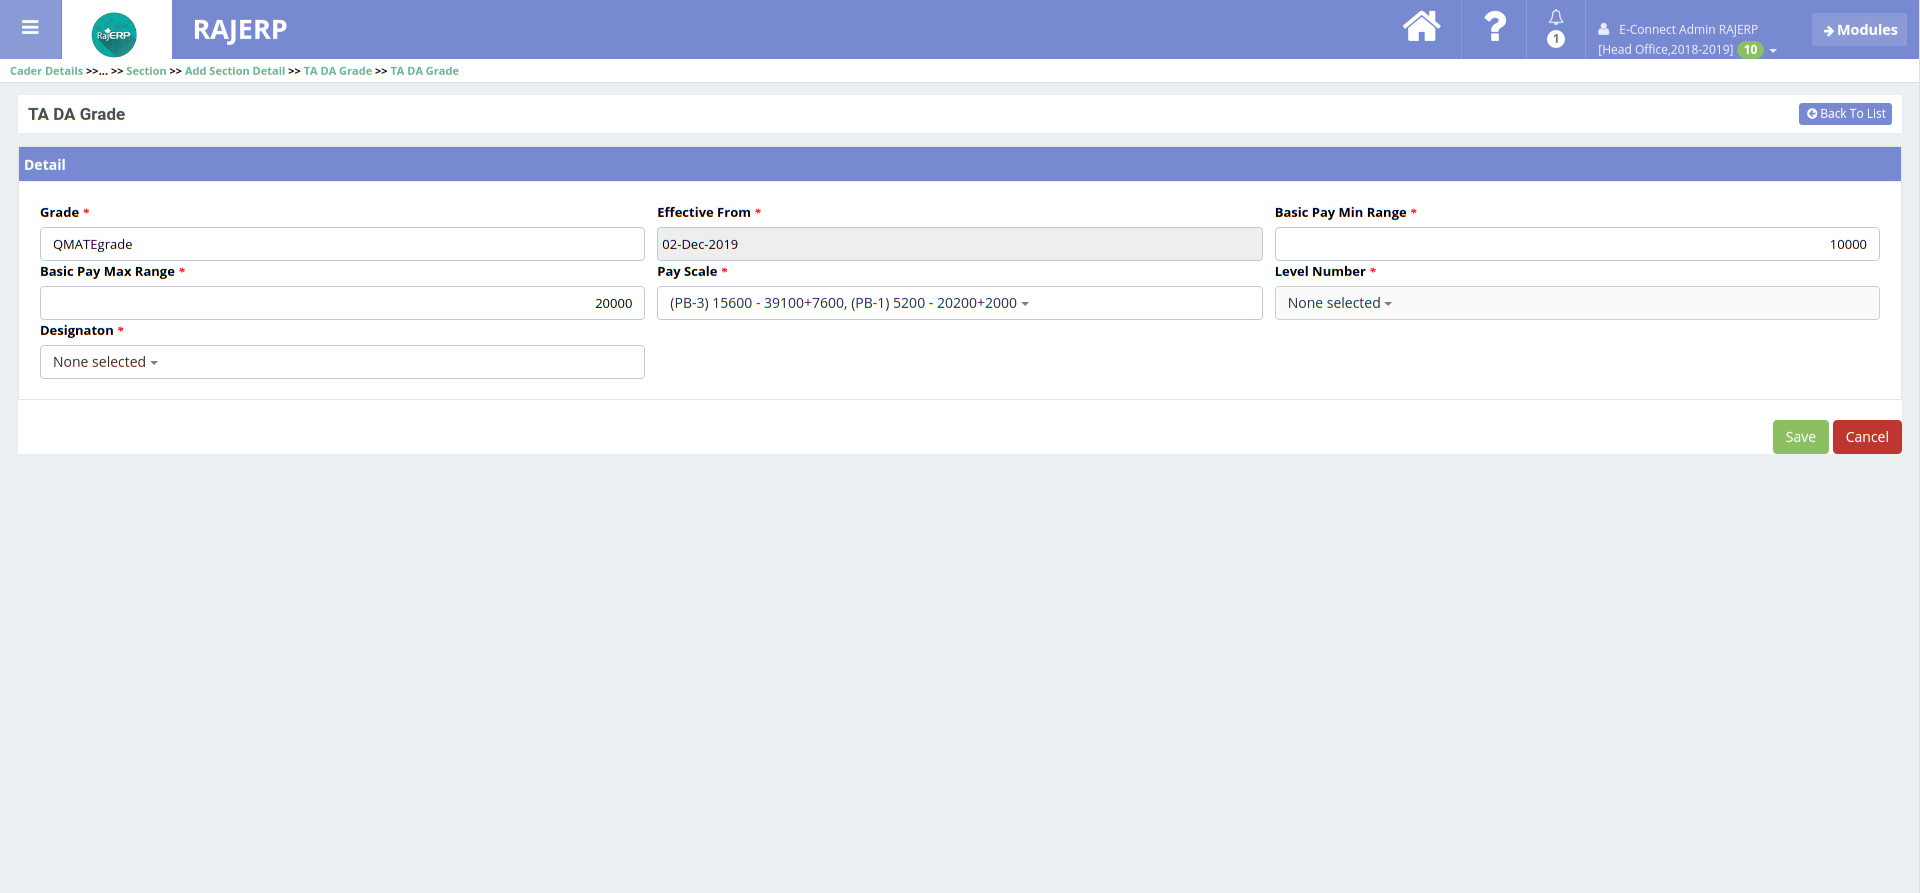 RajERP
RAJERP
1
E-Connect Admin RAJERP
[Head Office,2018-2019] 10
Modules
Cader Details >>... >> Section >> Add Section Detail >> TA DA Grade >> TA DA Grade
TA DA Grade
Back To List
Detail
Grade *
Effective From *
Basic Pay Min Range *
QMATEgrade
02-Dec-2019
10000
Basic Pay Max Range *
Pay Scale *
Level Number *
20000
(PB-3) 15600 - 39100+7600, (PB-1) 5200 - 20200+2000
None selected
Designaton *
None selected
Save
Cancel